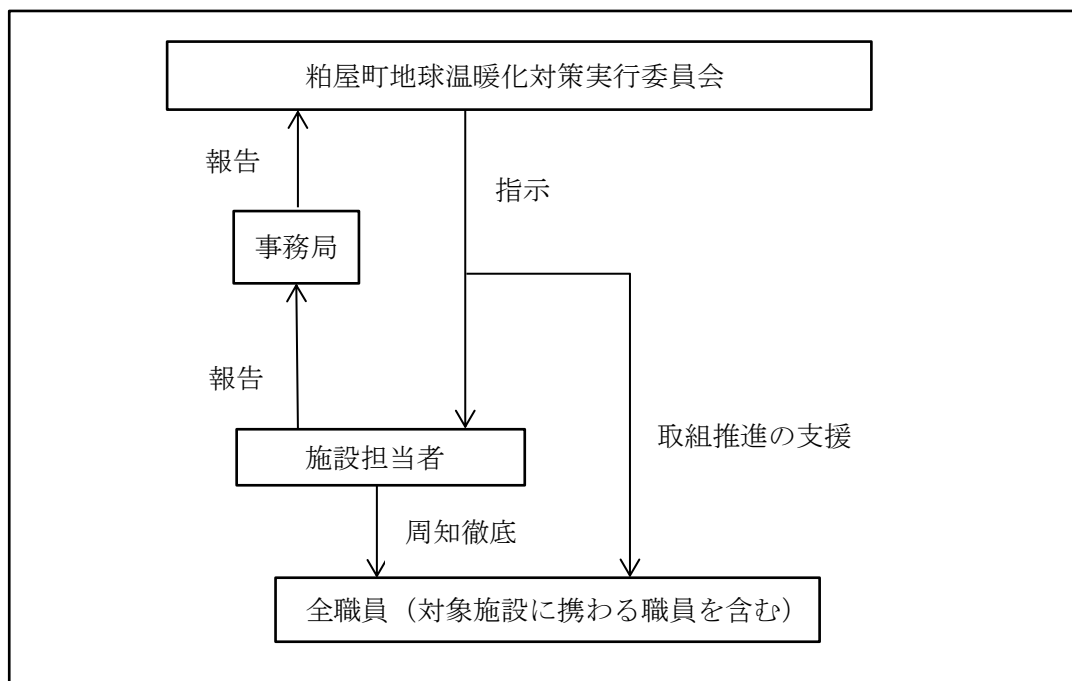 粕屋町地球温暖化対策実行委員会
報告
指示
事務局
報告
取組推進の支援
施設担当者
周知徹底
全職員（対象施設に携わる職員を含む）